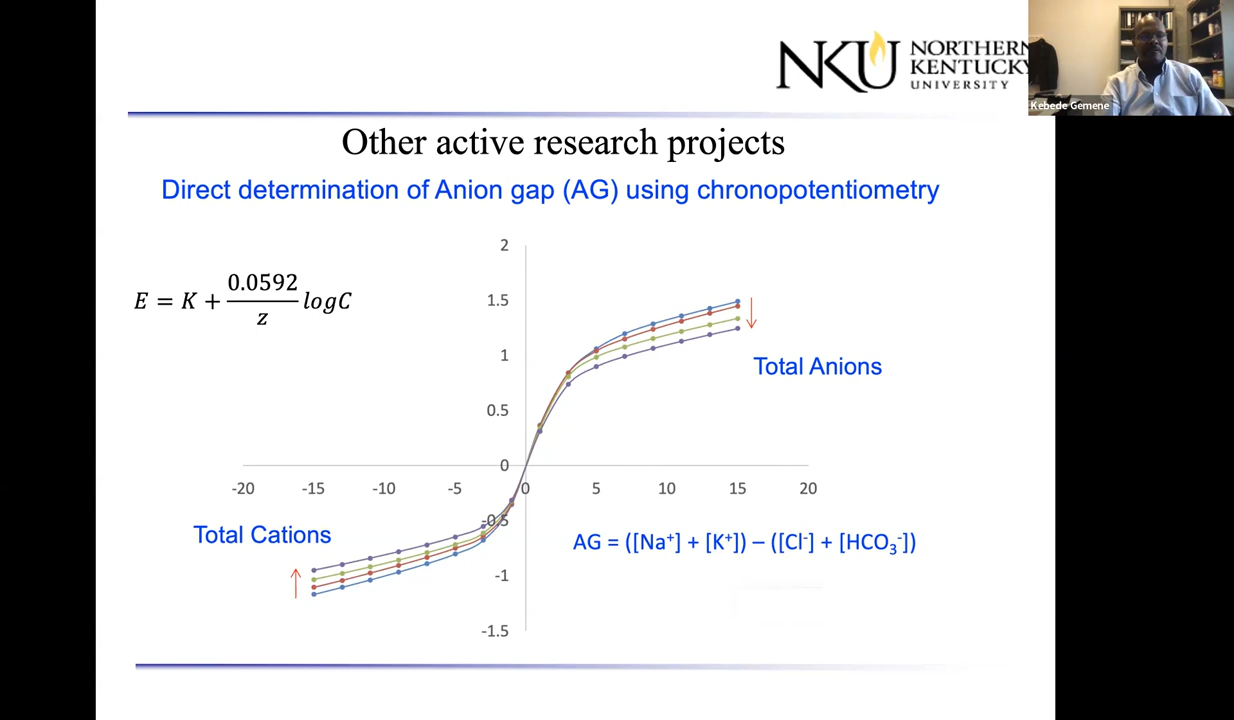 NKU NORTHERN
KENTUCKY
UNIVERSITY
Kebede Gemene
Other active research projects
Direct determination of Anion gap (AG) using chronopotentiometry
E = K + 0.0592/z logC
2
1.5
1
0.5
0
-20 -15 -10 -5 0 5 10 15 20
-0.5
-1
-1.5
Total Anions
Total Cations
AG = ([Na⁺] + [K⁺]) – ([Cl⁻] + [HCO₃⁻])